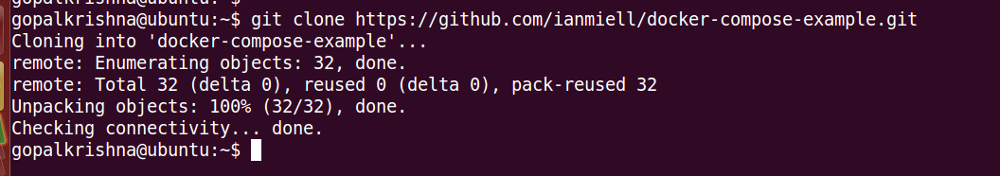 gopalkrishna@ubuntu:~$
gopalkrishna@ubuntu:~$ git clone https://github.com/ianmiell/docker-compose-example.git
Cloning into 'docker-compose-example'...
remote: Enumerating objects: 32, done.
remote: Total 32 (delta 0), reused 0 (delta 0), pack-reused 32
Unpacking objects: 100% (32/32), done.
Checking connectivity... done.
gopalkrishna@ubuntu:~$